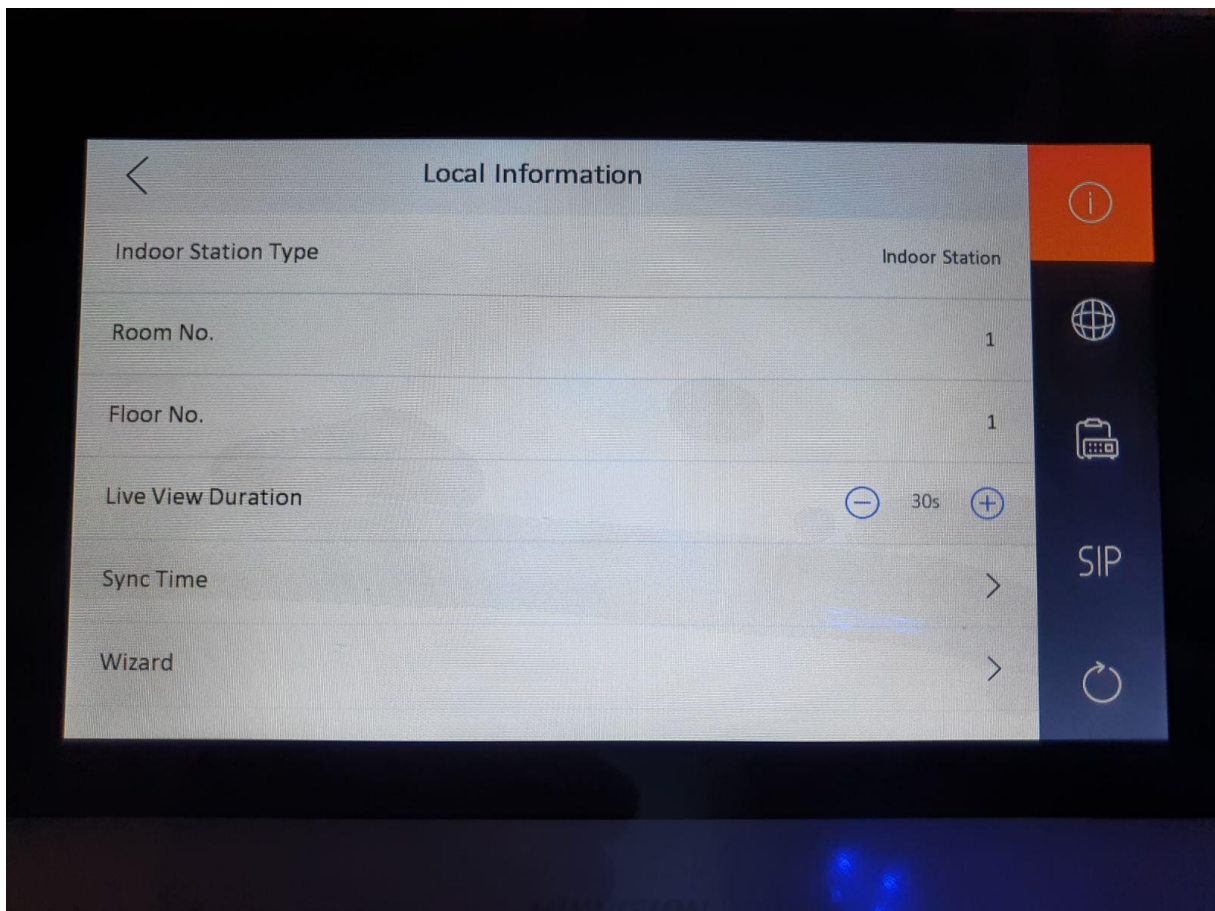 Local Information
Indoor Station Type Indoor Station
Room No. 1
Floor No. 1
Live View Duration 30s
Sync Time
Wizard
SIP